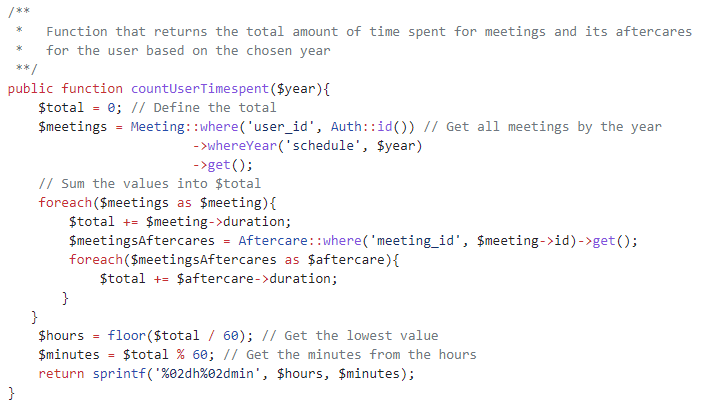 /**
 *   Function that returns the total amount of time spent for meetings and its aftercares
 *   for the user based on the chosen year
 **/
public function countUserTimespent($year){
    $total = 0; // Define the total
    $meetings = Meeting::where('user_id', Auth::id()) // Get all meetings by the year
                        ->whereYear('schedule', $year)
                        ->get();
    // Sum the values into $total
    foreach($meetings as $meeting){
        $total += $meeting->duration;
        $meetingsAftercares = Aftercare::where('meeting_id', $meeting->id)->get();
        foreach($meetingsAftercares as $aftercare){
            $total += $aftercare->duration;
       }
   }
    $hours = floor($total / 60); // Get the lowest value
    $minutes = $total % 60; // Get the minutes from the hours
    return sprintf('%02dh%02dmin', $hours, $minutes);
}